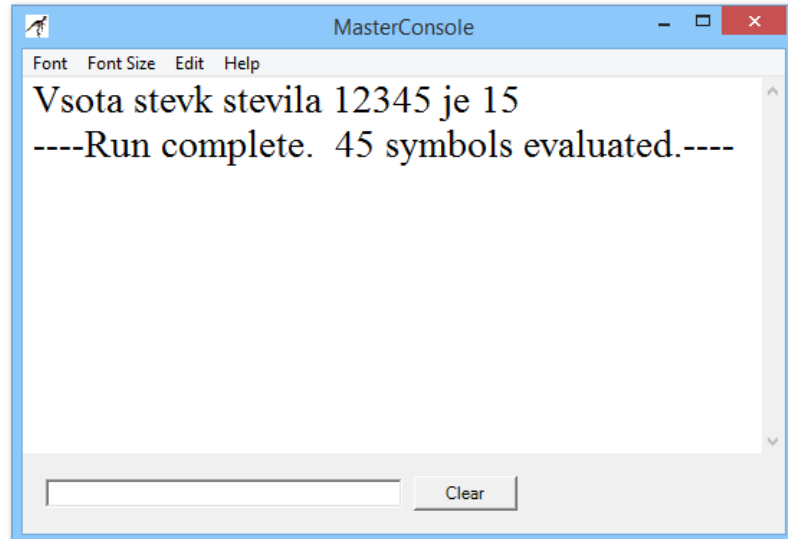 MasterConsole
Font Font Size Edit Help
Vsota stevk stevila 12345 je 15
----Run complete.  45 symbols evaluated.----
Clear